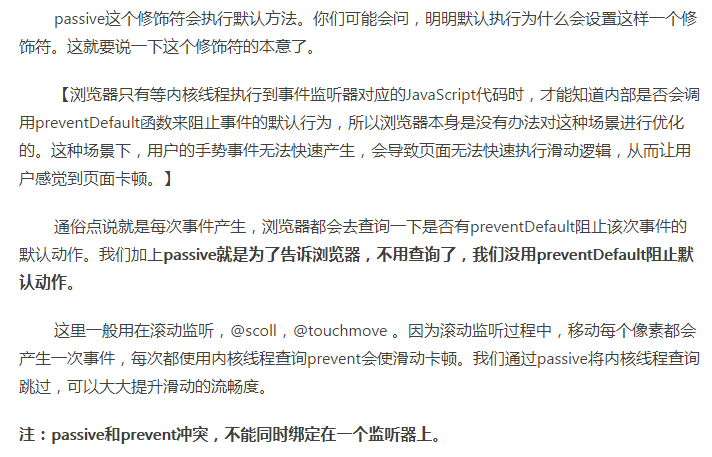 passive这个修饰符会执行默认方法。你们可能会问，明明默认执行为什么会设置这样一个修
饰符。这就要说一下这个修饰符的本意了。
【浏览器只有等内核线程执行到事件监听器对应的JavaScript代码时，才能知道内部是否会调
用preventDefault函数来阻止事件的默认行为，所以浏览器本身是没有办法对这种场景进行优化
的。这种场景下，用户的手势事件无法快速产生，会导致页面无法快速执行滑动逻辑，从而让用
户感觉到页面卡顿。】
通俗点说就是每次事件产生，浏览器都会去查询一下是否有preventDefault阻止该次事件的
默认动作。我们加上passive就是为了告诉浏览器，不用查询了，我们没用preventDefault阻止默
认动作。
这里一般用在滚动监听，@scoll，@touchmove 。因为滚动监听过程中，移动每个像素都会
产生一次事件，每次都使用内核线程查询prevent会使滑动卡顿。我们通过passive将内核线程查询
跳过，可以大大提升滑动的流畅度。
注：passive和prevent冲突，不能同时绑定在一个监听器上。